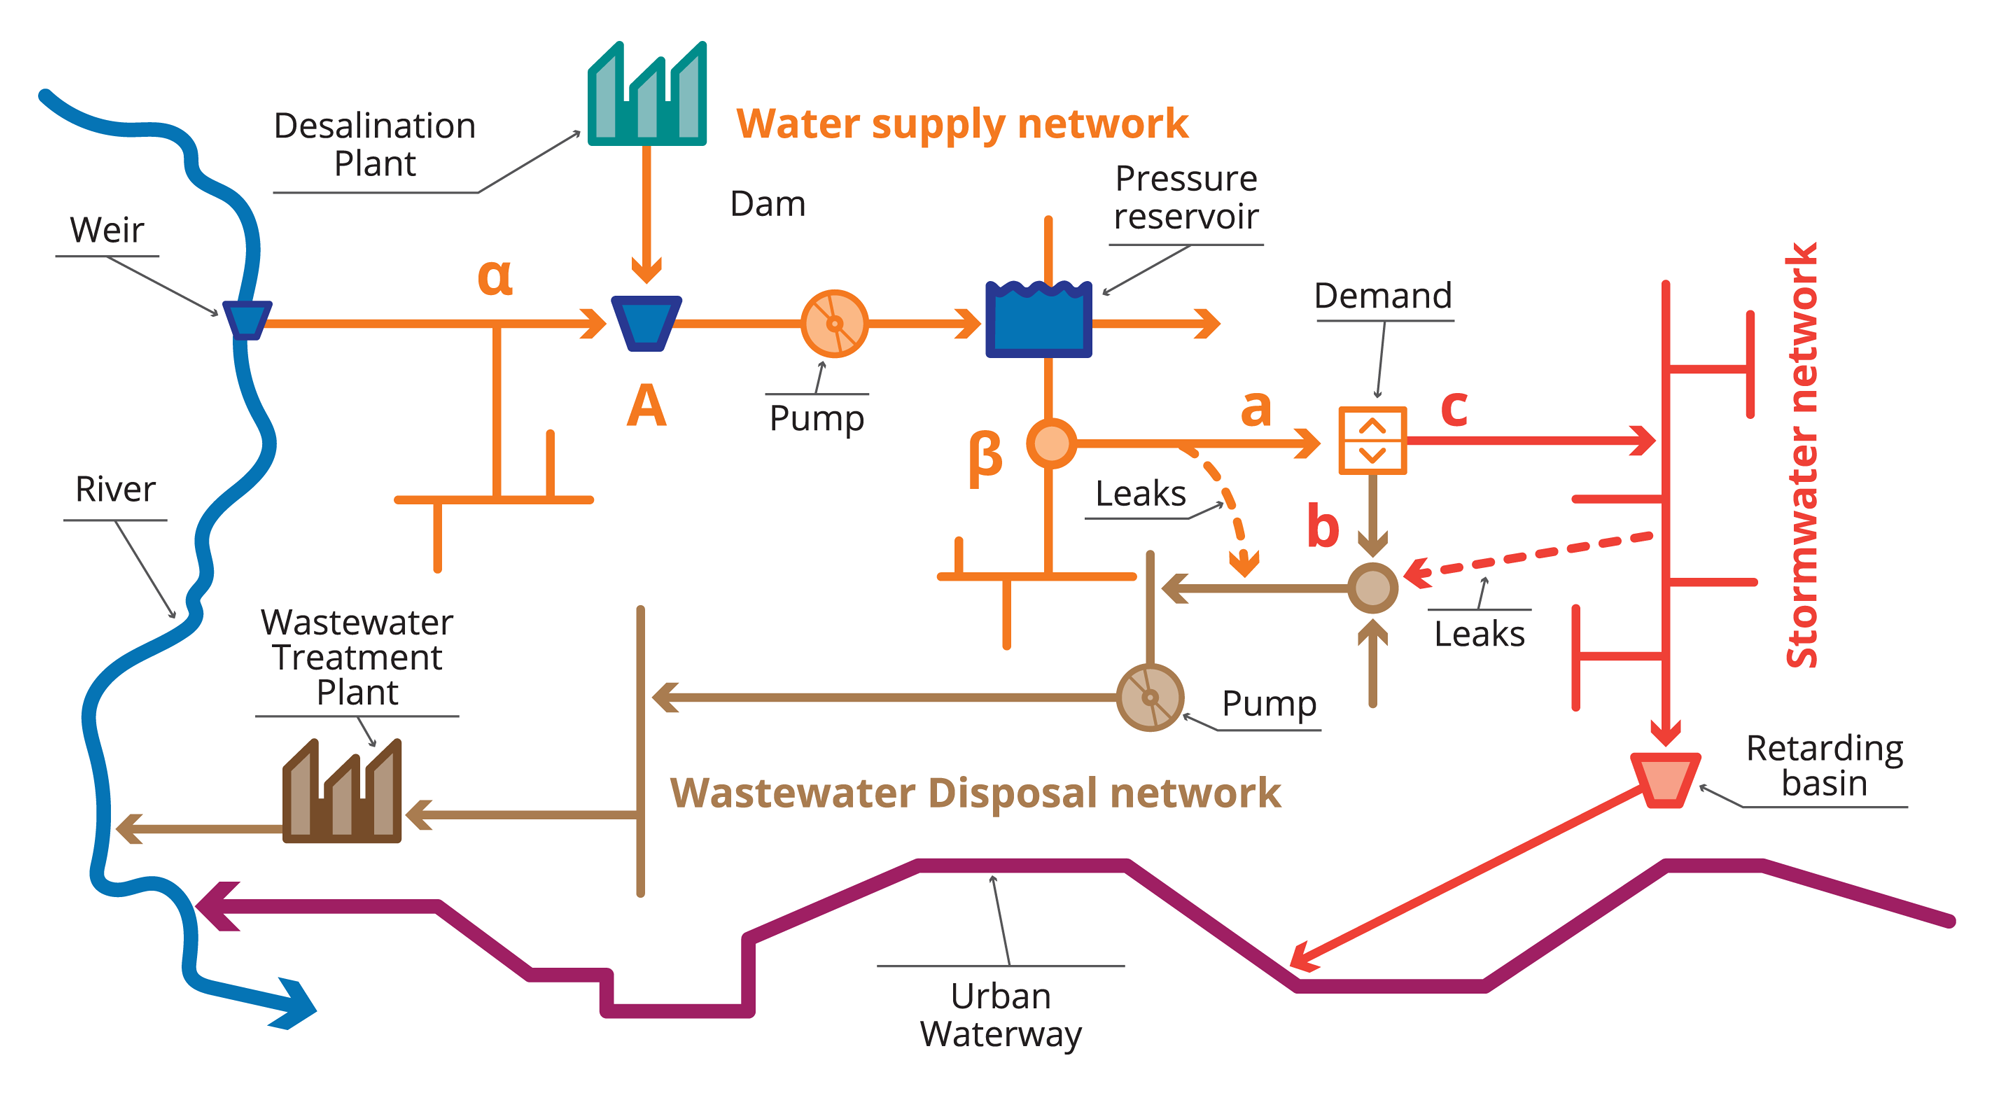 Desalination
Plant
Water supply network
Dam
Pressure
reservoir
Weir
α
Demand
A
Pump
a
c
β
Leaks
b
River
Stormwater network
Wastewater
Treatment
Plant
Leaks
Pump
Retarding
basin
Wastewater Disposal network
Urban
Waterway